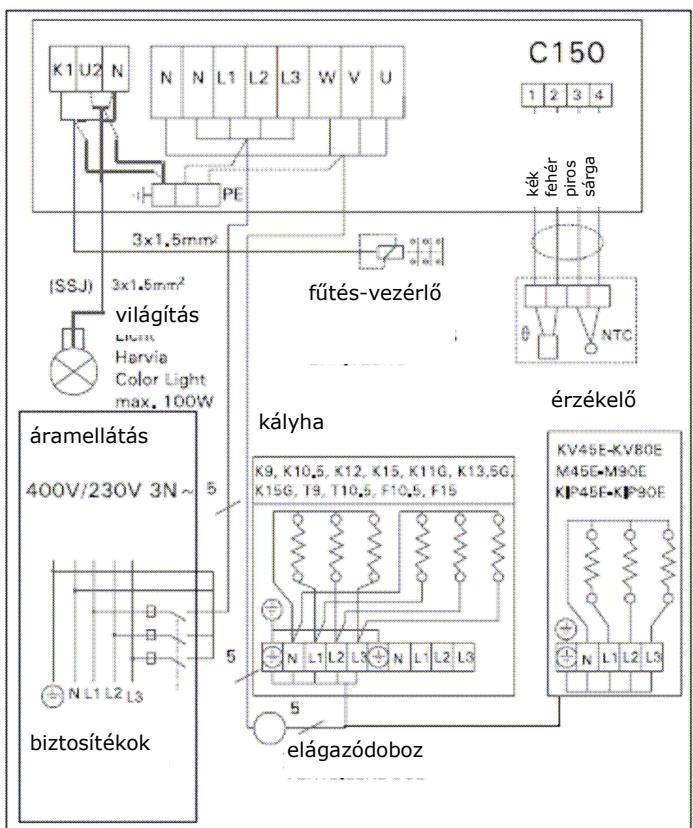 K1 U2 N
N N L1 L2 L3 W V U
C150
1 2 3 4
kék
fehér
piros
sárga
PE
3x1.5mm²
(SSJ) 3x1.5mm²
világítás
Licht
Harvia
Color Light
max. 100W
fűtés-vezérlő
θ NTC
érzékelő
áramellátás
400V/230V 3N~ 5
N L1 L2 L3
biztosítékok
kályha
K9, K10.5, K12, K15, K11G, K13,5G,
K15G, T9, T10.5, F10.5, F15
N L1 L2 L3 N L1 L2 L3
5
5
elágazódoboz
KV45E-KV80E
M45E-M90E
KIP45E-KIP90E
N L1 L2 L3